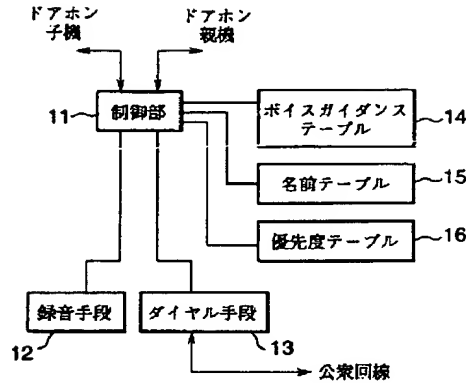 ドアホン
子機
ドアホン
親機
11
制御部
ボイスガイダンス
テーブル
14
名前テーブル
15
優先度テーブル
16
録音手段
12
ダイヤル手段
13
公衆回線